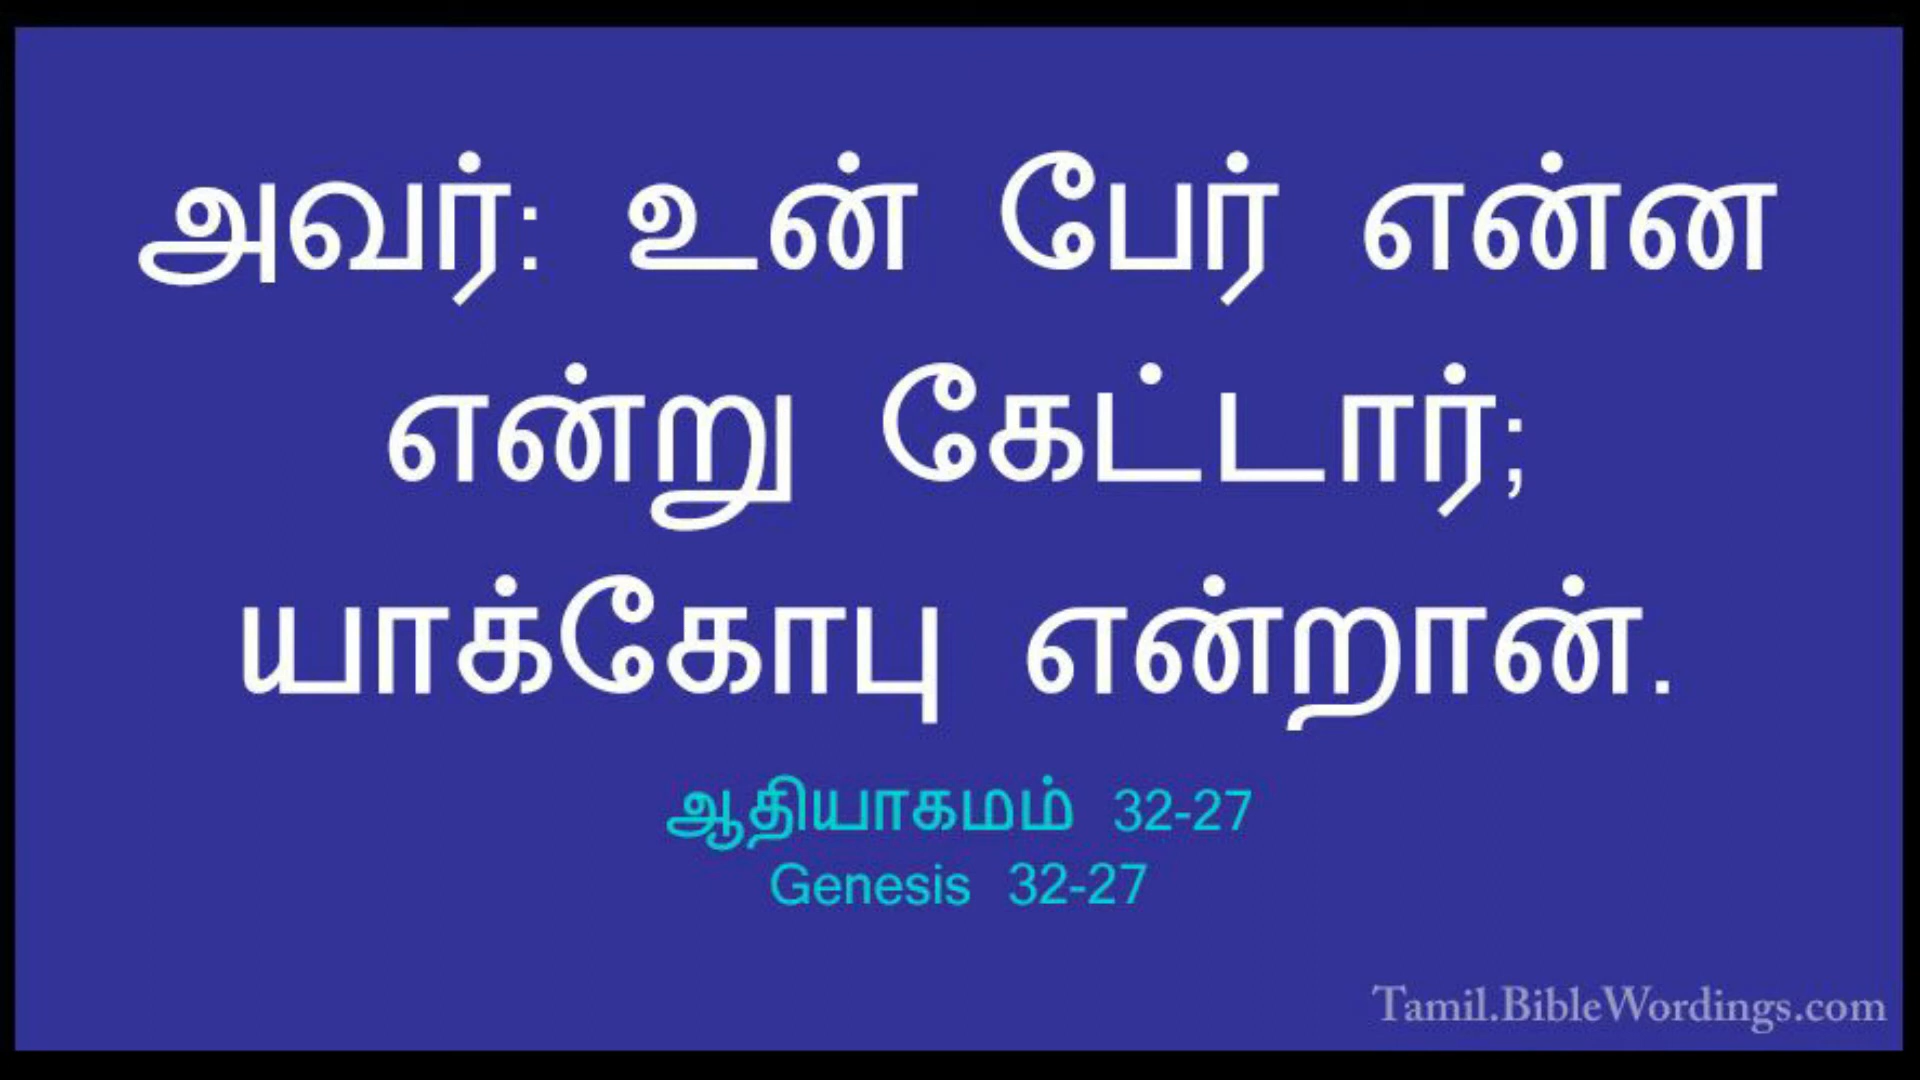 அவர்: உன் பேர் என்ன
என்று கேட்டார்;
யாக்கோபு என்றான்.
ஆதியாகமம் 32-27
Genesis 32-27
Tamil.BibleWordings.com